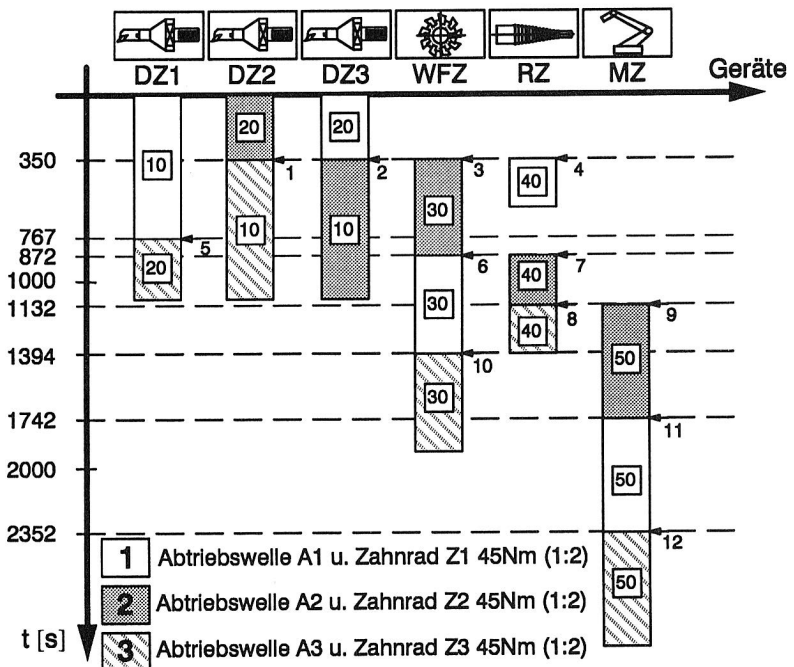 DZ1 DZ2 DZ3 WFZ RZ MZ Geräte
20 20
350 10 1 2 3 4
40
10 10 30
767 5
872 20 6 40 7
1000
1132 30 40 8 9
1394 10 50
30
1742 11
2000 50
2352 12
1 Abtriebswelle A1 u. Zahnrad Z1 45Nm (1:2)
50
2 Abtriebswelle A2 u. Zahnrad Z2 45Nm (1:2)
t [s] 3 Abtriebswelle A3 u. Zahnrad Z3 45Nm (1:2)